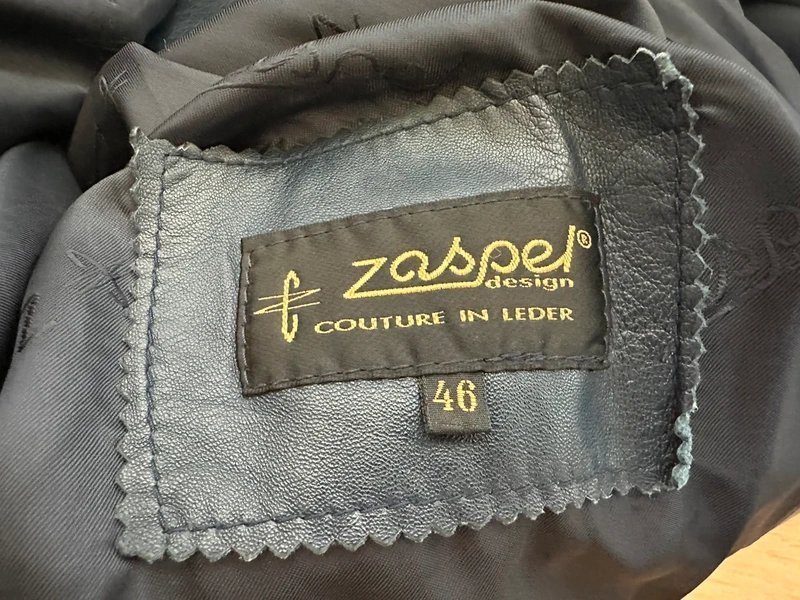 zaspel®
design
COUTURE IN LEDER
46